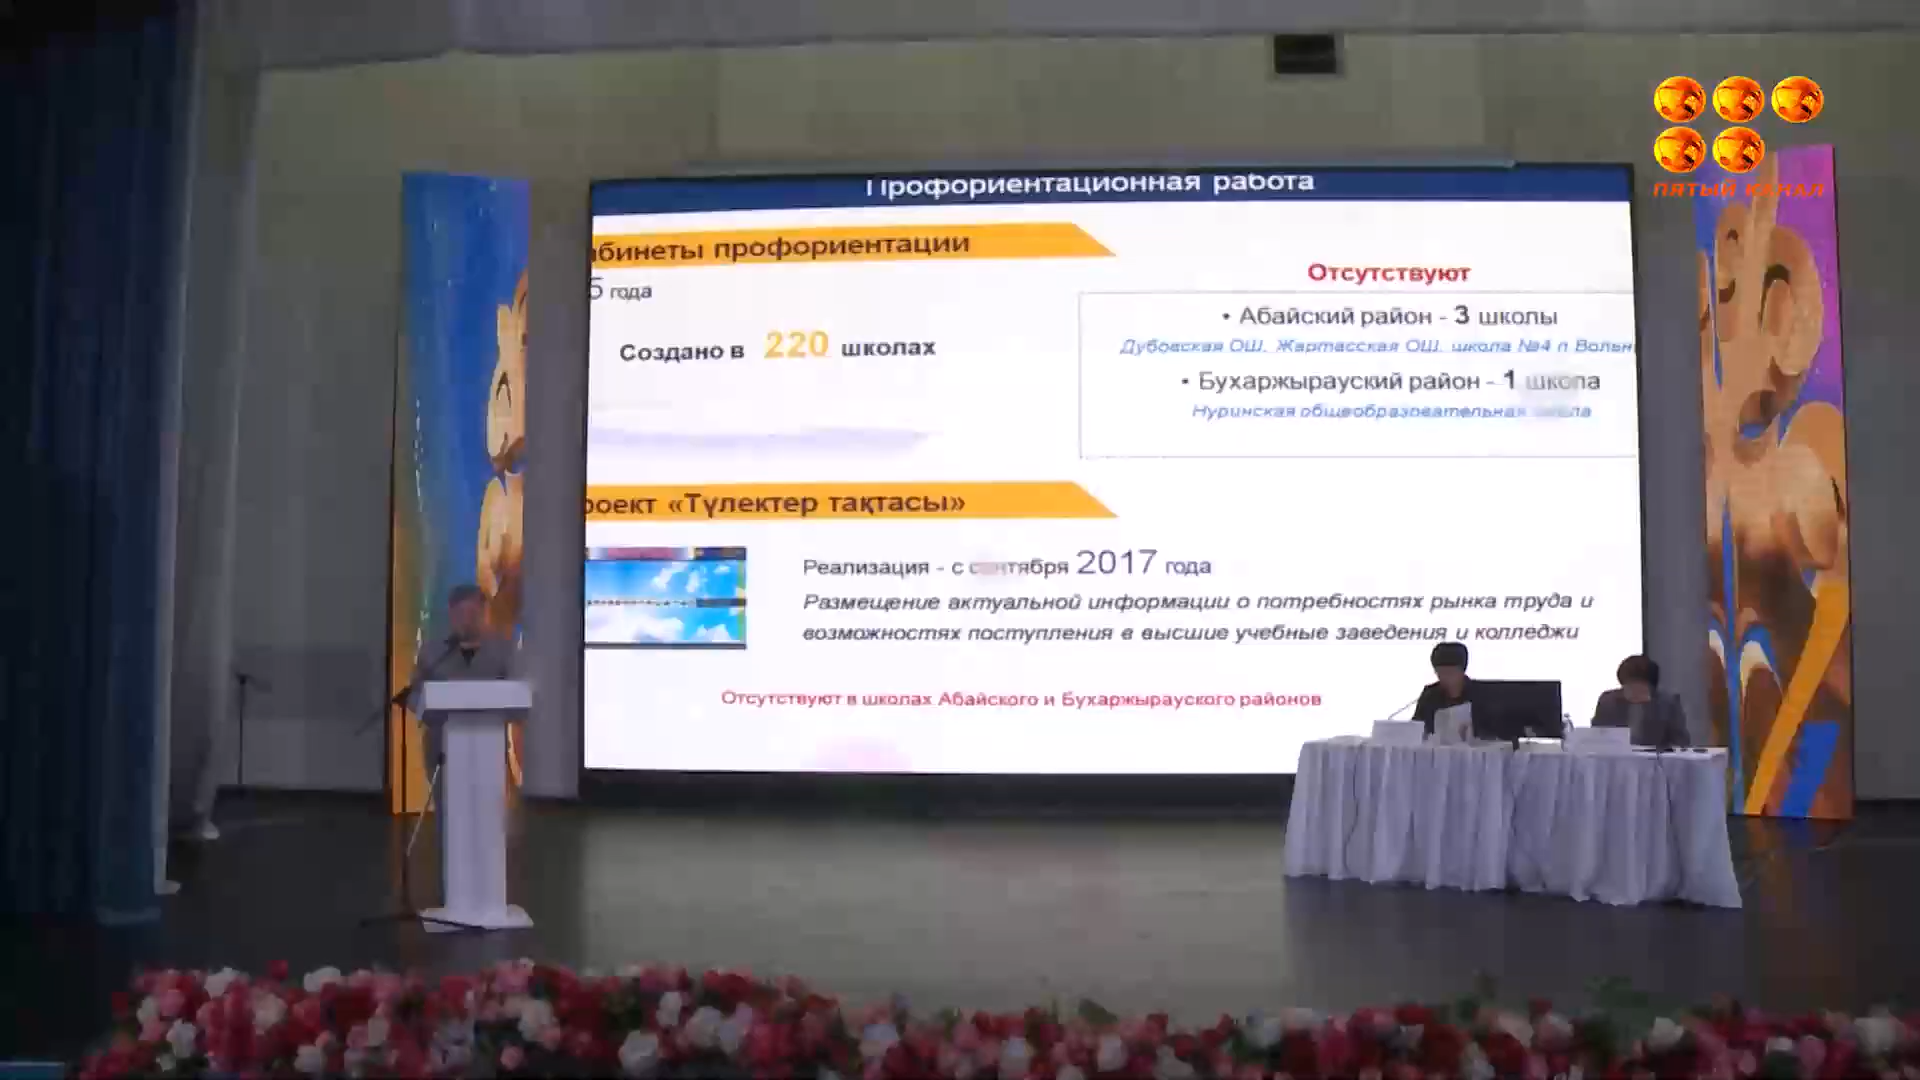 Профориентационная работа
абинеты профориентации
5 года
Создано в 220 школах
Отсутствуют
• Абайский район - 3 школы
Дубовская ОШ, Жартасская ОШ, школа №4 п Вольн
• Бухаржырауский район - 1 школа
Нуринская общеобразовательная школа
роект «Түлектер тақтасы»
Реализация - с сентября 2017 года
Размещение актуальной информации о потребностях рынка труда и
возможностях поступления в высшие учебные заведения и колледжи
Отсутствуют в школах Абайского и Бухаржырауского районов
ПЯТЫЙ КАНАЛ